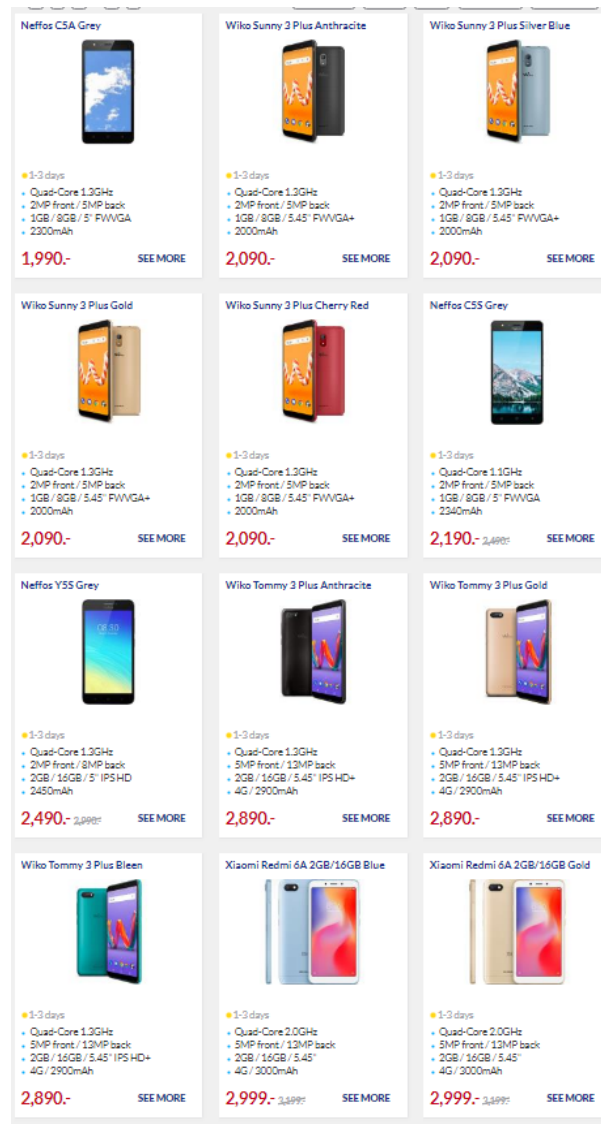 Neffos C5A Grey
1-3 days
Quad-Core 1.3GHz
2MP front / 5MP back
1GB / 8GB / 5" FWVGA
2300mAh
1,990.-
SEE MORE
Wiko Sunny 3 Plus Anthracite
1-3 days
Quad-Core 1.3GHz
2MP front / 5MP back
1GB / 8GB / 5.45" FWVGA+
2000mAh
2,090.-
SEE MORE
Wiko Sunny 3 Plus Silver Blue
1-3 days
Quad-Core 1.3GHz
2MP front / 5MP back
1GB / 8GB / 5.45" FWVGA+
2000mAh
2,090.-
SEE MORE
Wiko Sunny 3 Plus Gold
1-3 days
Quad-Core 1.3GHz
2MP front / 5MP back
1GB / 8GB / 5.45" FWVGA+
2000mAh
2,090.-
SEE MORE
Wiko Sunny 3 Plus Cherry Red
1-3 days
Quad-Core 1.3GHz
2MP front / 5MP back
1GB / 8GB / 5.45" FWVGA+
2000mAh
2,090.-
SEE MORE
Neffos C5S Grey
1-3 days
Quad-Core 1.1GHz
2MP front / 5MP back
1GB / 8GB / 5" FWVGA
2340mAh
2,190.- 2,490.-
SEE MORE
Neffos Y5S Grey
08:30
1-3 days
Quad-Core 1.3GHz
2MP front / 8MP back
2GB / 16GB / 5" IPS HD
2450mAh
2,490.- 2,990.-
SEE MORE
Wiko Tommy 3 Plus Anthracite
1-3 days
Quad-Core 1.3GHz
5MP front / 13MP back
2GB / 16GB / 5.45" IPS HD+
4G / 2900mAh
2,890.-
SEE MORE
Wiko Tommy 3 Plus Gold
1-3 days
Quad-Core 1.3GHz
5MP front / 13MP back
2GB / 16GB / 5.45" IPS HD+
4G / 2900mAh
2,890.-
SEE MORE
Wiko Tommy 3 Plus Bleen
1-3 days
Quad-Core 1.3GHz
5MP front / 13MP back
2GB / 16GB / 5.45" IPS HD+
4G / 2900mAh
2,890.-
SEE MORE
Xiaomi Redmi 6A 2GB/16GB Blue
1-3 days
Quad-Core 2.0GHz
5MP front / 13MP back
2GB / 16GB / 5.45"
4G / 3000mAh
2,999.- 3,199.-
SEE MORE
Xiaomi Redmi 6A 2GB/16GB Gold
1-3 days
Quad-Core 2.0GHz
5MP front / 13MP back
2GB / 16GB / 5.45"
4G / 3000mAh
2,999.- 3,199.-
SEE MORE